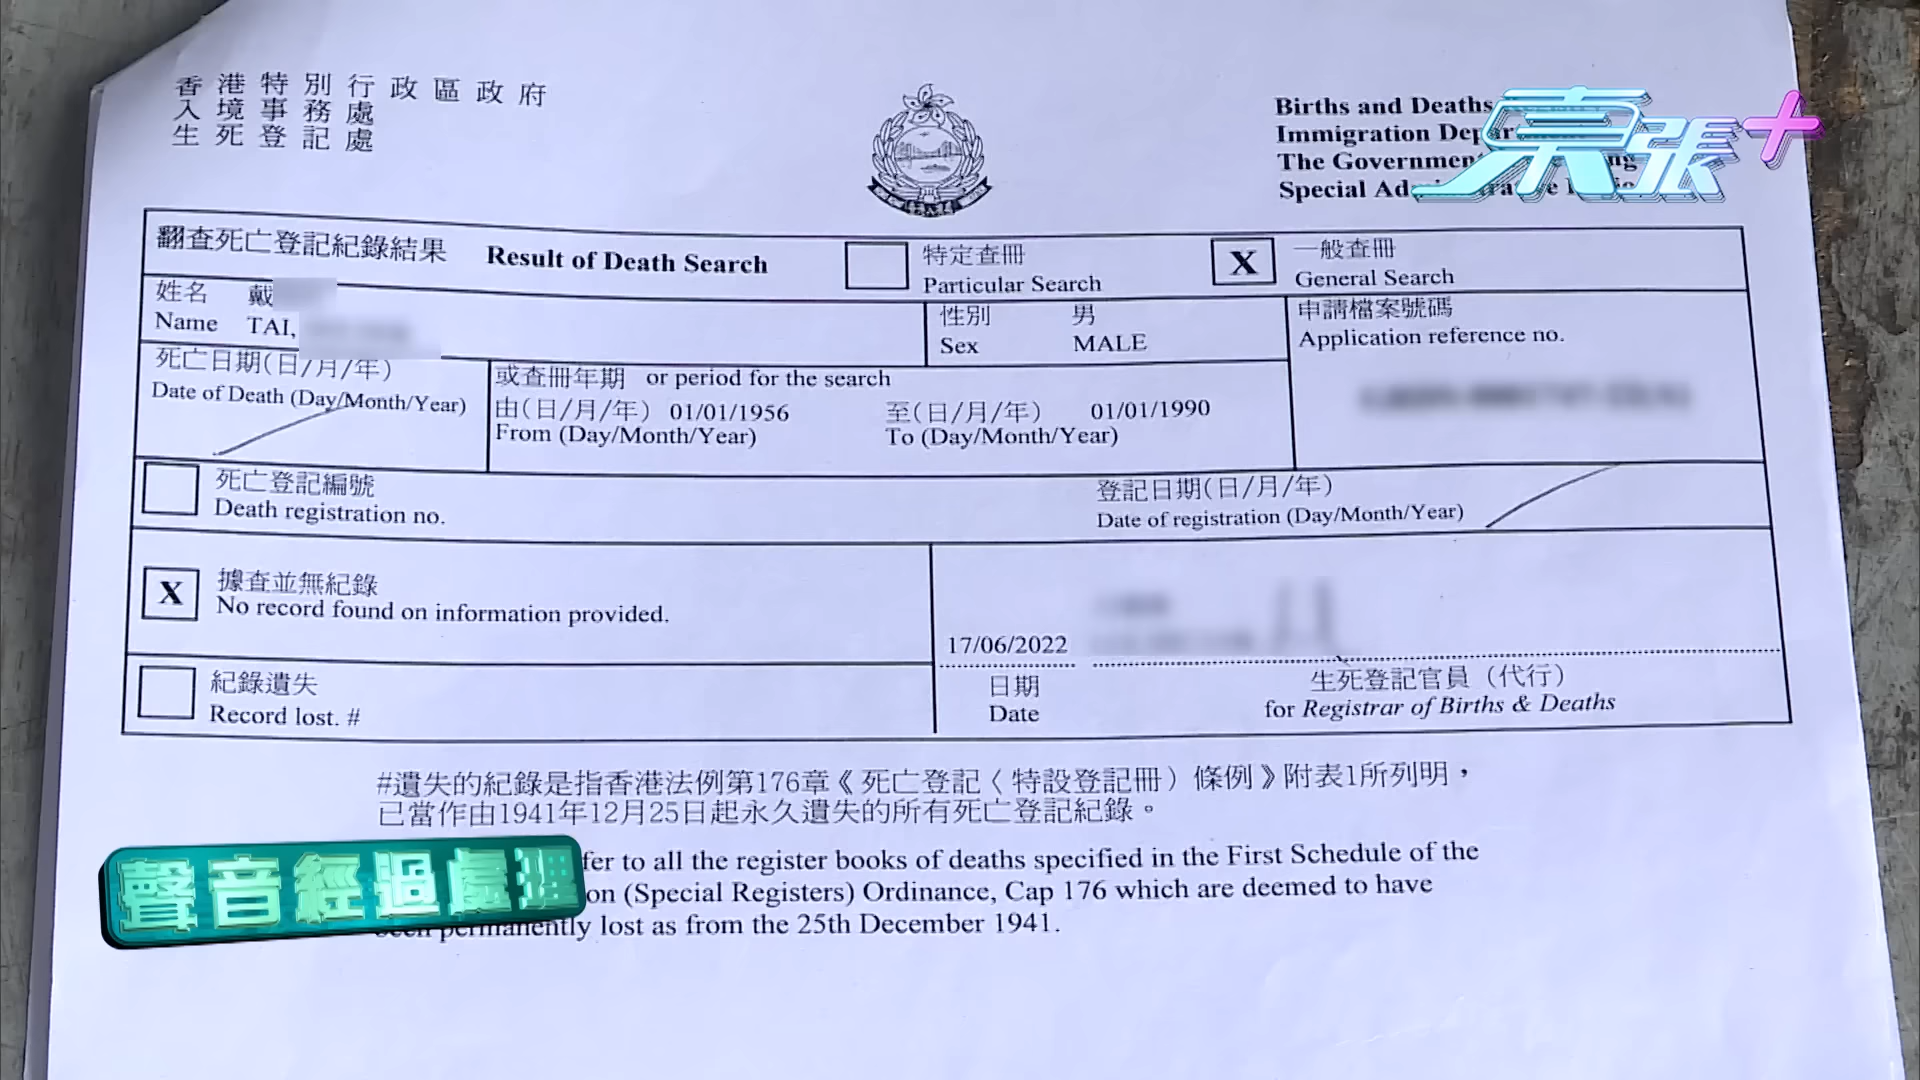 香港特別行政區政府
入境事務處
生死登記處
Births and Deaths
Immigration
The Government
Special
東張+
翻查死亡登記紀錄結果 Result of Death Search
特定查冊
Particular Search
X
一般查冊
General Search
姓名 戴
Name TAI,
性別 男
Sex MALE
申請檔案號碼
Application reference no.
死亡日期(日/月/年)
Date of Death (Day/Month/Year)
或查冊年期 or period for the search
由(日/月/年) 01/01/1956 至(日/月/年) 01/01/1990
From (Day/Month/Year) To (Day/Month/Year)
死亡登記編號
Death registration no.
登記日期(日/月/年)
Date of registration (Day/Month/Year)
X
據查並無紀錄
No record found on information provided.
17/06/2022
日期
Date
生死登記官員（代行）
for Registrar of Births & Deaths
紀錄遺失
Record lost. #
#遺失的紀錄是指香港法例第176章《死亡登記〈特設登記冊）條例》附表1所列明，
已當作由1941年12月25日起永久遺失的所有死亡登記紀錄。
聲音經過處理
fer to all the register books of deaths specified in the First Schedule of the
on (Special Registers) Ordinance, Cap 176 which are deemed to have
been permanently lost as from the 25th December 1941.